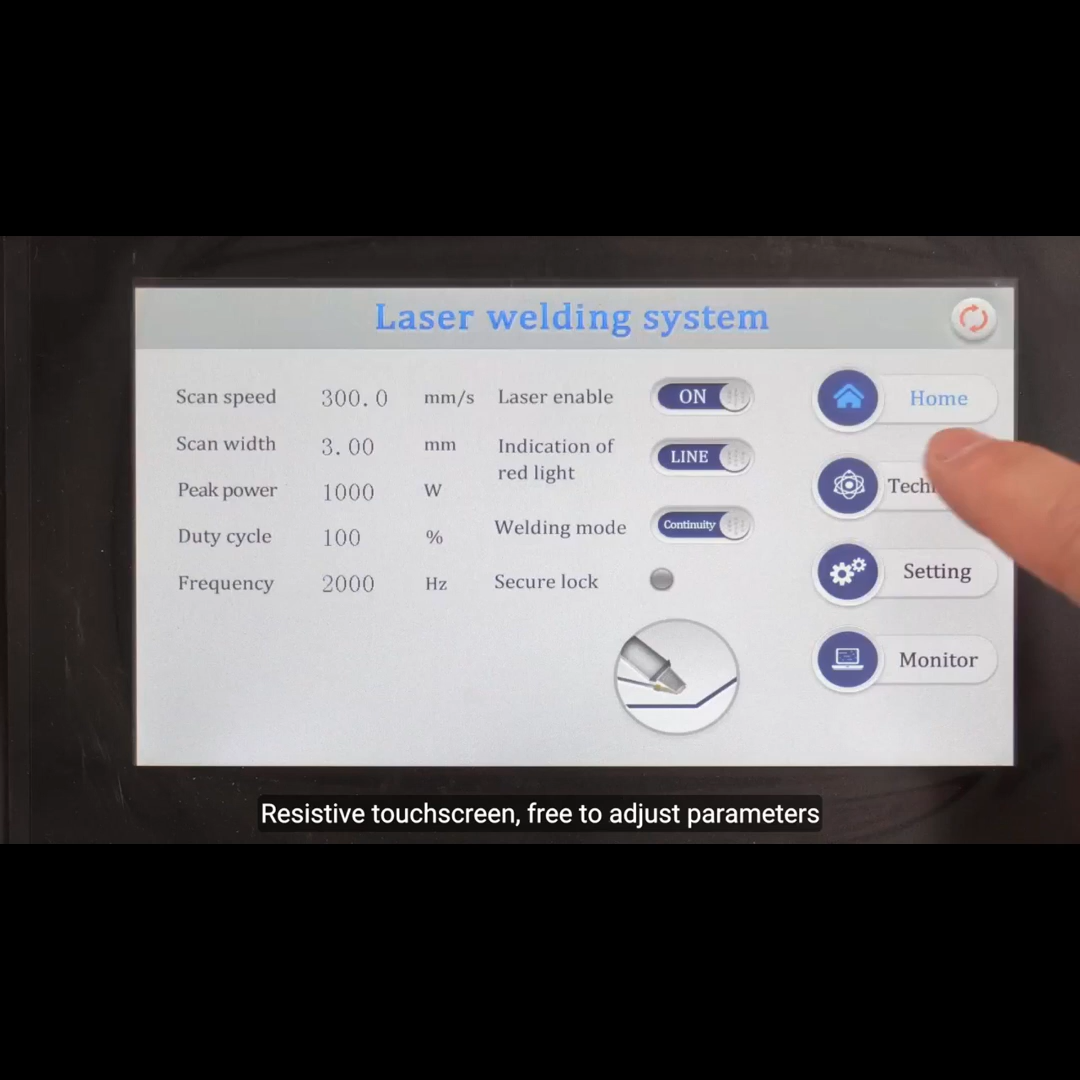 Laser welding system
Scan speed 300.0 mm/s Laser enable ON Home
Scan width 3.00 mm Indication of red light LINE
Peak power 1000 W Tech
Duty cycle 100 % Welding mode Continuity
Frequency 2000 Hz Secure lock Setting
Monitor
Resistive touchscreen, free to adjust parameters